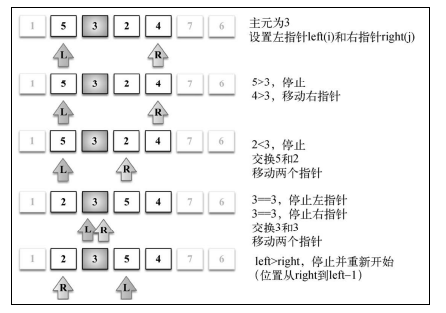 1 5 3 2 4 7 6
主元为3
设置左指针left(i)和右指针right(j)
L R
1 5 3 2 4 7 6
5>3，停止
4>3，移动右指针
L R
1 5 3 2 4 7 6
2<3，停止
交换5和2
移动两个指针
L R
1 2 3 5 4 7 6
3==3，停止左指针
3==3，停止右指针
交换3和3
移动两个指针
L R
1 2 3 5 4 7 6
left>right，停止并重新开始
（位置从right到left−1）
R L